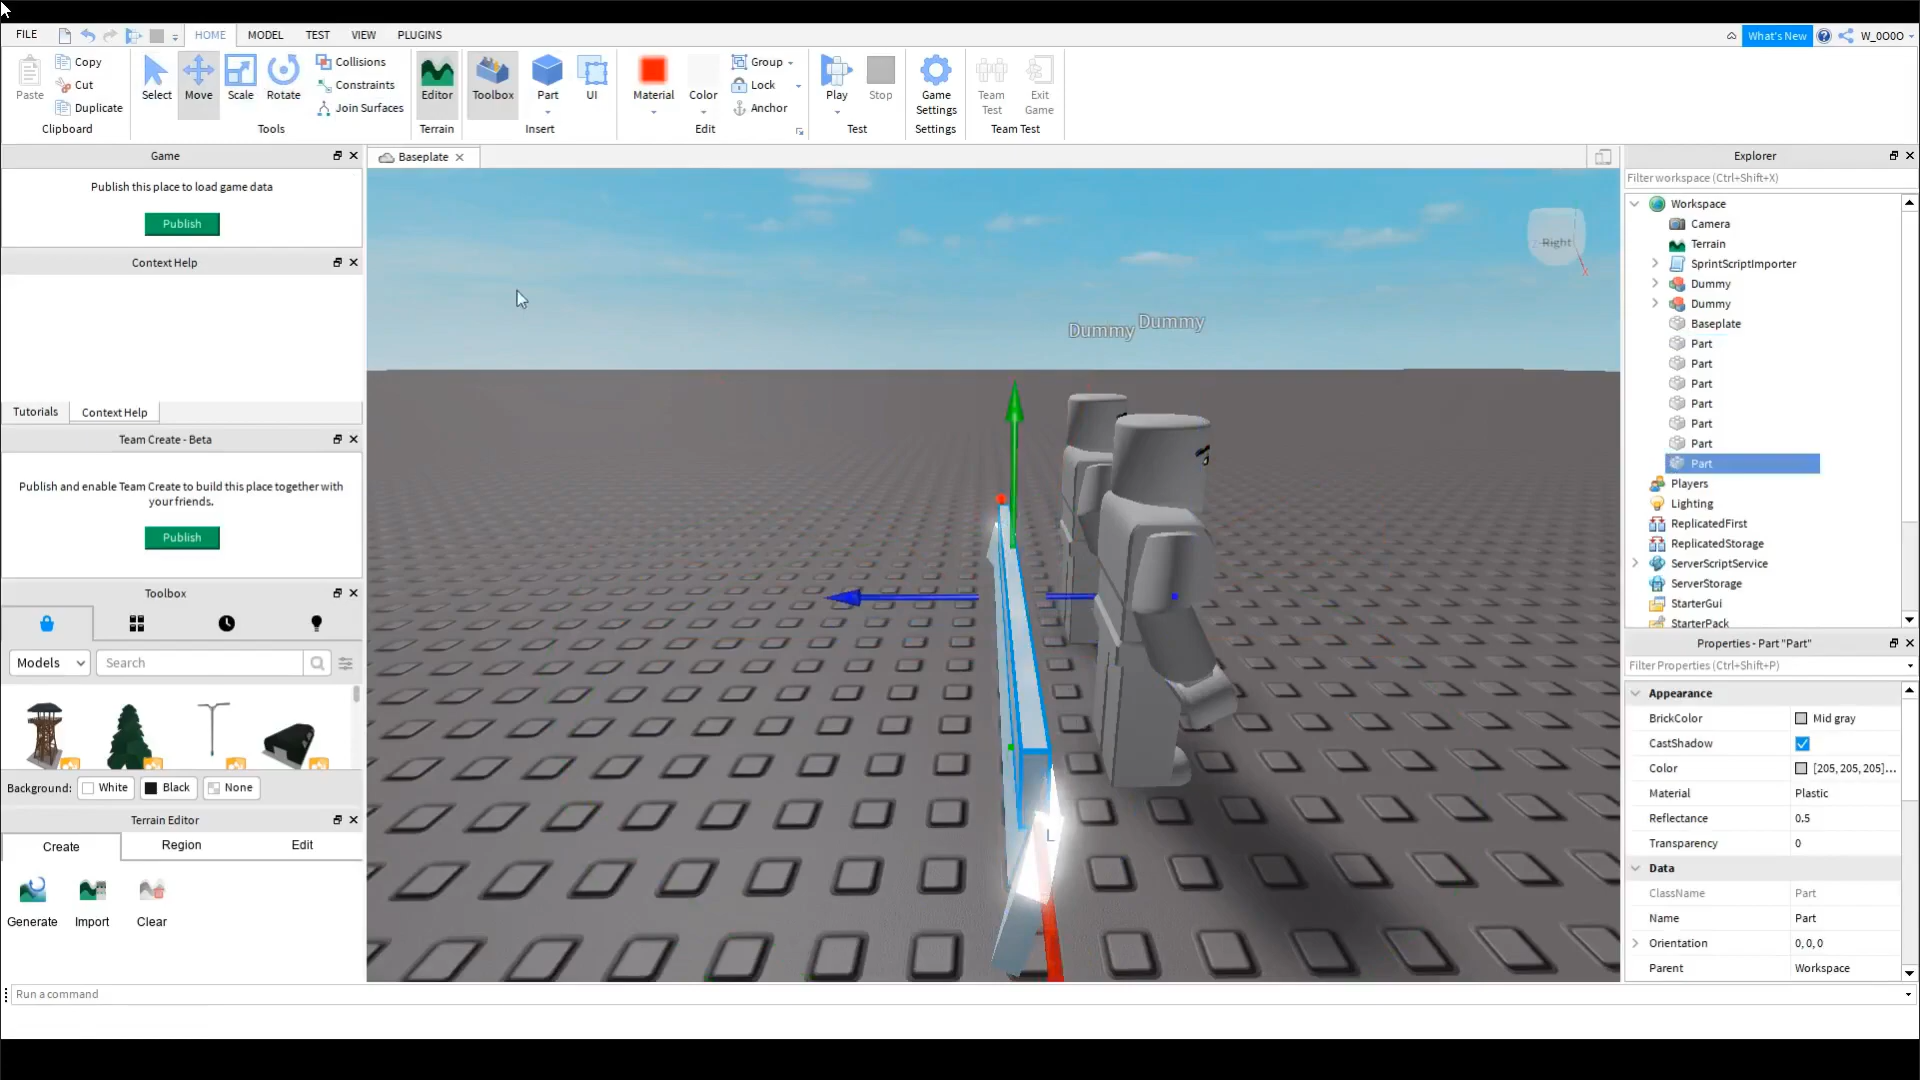 FILE HOME MODEL TEST VIEW PLUGINS What's New W_0000
Paste Copy Cut Duplicate Select Move Scale Rotate Collisions Constraints Join Surfaces Editor Toolbox Part UI Material Color Group Lock Anchor Play Stop Game Settings Team Test Exit Game
Clipboard Tools Terrain Insert Edit Test Settings Team Test
Game
Publish this place to load game data
Publish
Context Help
Tutorials Context Help
Team Create - Beta
Publish and enable Team Create to build this place together with
your friends.
Publish
Toolbox
Models Search
Background: White Black None
Terrain Editor
Create Region Edit
Generate Import Clear
Run a command
Baseplate
Right
Dummy Dummy
L
X
Explorer
Filter workspace (Ctrl+Shift+X)
Workspace
Camera
Terrain
SprintScriptImporter
Dummy
Dummy
Baseplate
Part
Part
Part
Part
Part
Part
Part
Players
Lighting
ReplicatedFirst
ReplicatedStorage
ServerScriptService
ServerStorage
StarterGui
StarterPack
Properties - Part "Part"
Filter Properties (Ctrl+Shift+P)
Appearance
BrickColor Mid gray
CastShadow
Color [205, 205, 205]...
Material Plastic
Reflectance 0.5
Transparency 0
Data
ClassName Part
Name Part
Orientation 0, 0, 0
Parent Workspace